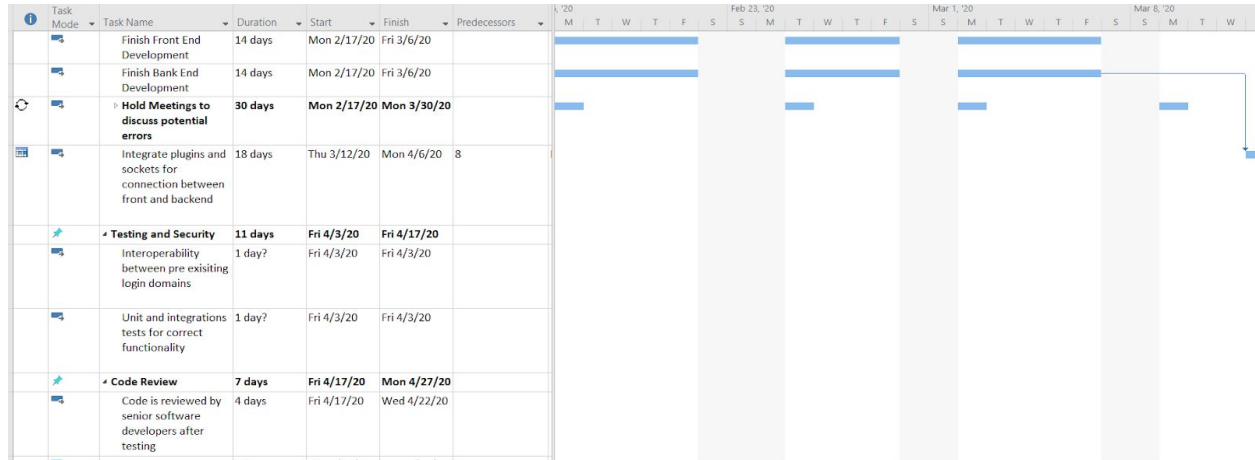 Task
Mode Task Name Duration Start Finish Predecessors
, '20 Feb 23, '20 Mar 1, '20 Mar 8, '20
M T W T F S S M T W T F S S M T W T F S S M T W
Finish Front End 14 days Mon 2/17/20 Fri 3/6/20
Development
Finish Bank End 14 days Mon 2/17/20 Fri 3/6/20
Development
Hold Meetings to 30 days Mon 2/17/20 Mon 3/30/20
discuss potential
errors
Integrate plugins and 18 days Thu 3/12/20 Mon 4/6/20 8
sockets for
connection between
front and backend
Testing and Security 11 days Fri 4/3/20 Fri 4/17/20
Interoperability 1 day? Fri 4/3/20 Fri 4/3/20
between pre exisiting
login domains
Unit and integrations 1 day? Fri 4/3/20 Fri 4/3/20
tests for correct
functionality
Code Review 7 days Fri 4/17/20 Mon 4/27/20
Code is reviewed by 4 days Fri 4/17/20 Wed 4/22/20
senior software
developers after
testing